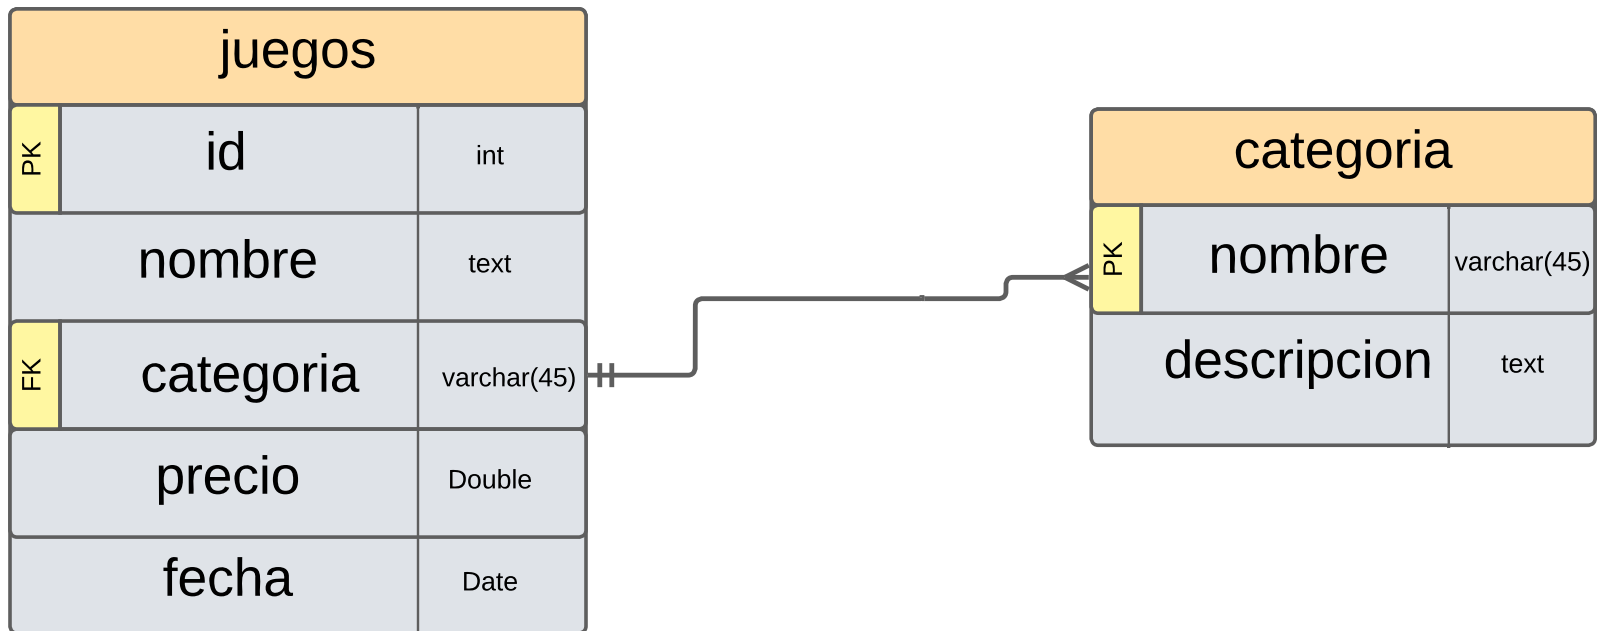 juegos
PK id int
nombre text
FK categoria varchar(45)
precio Double
fecha Date
categoria
PK nombre varchar(45)
descripcion text